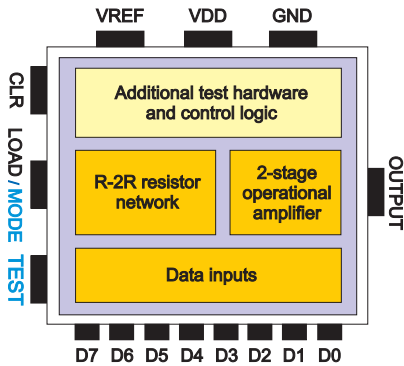 VREF VDD GND
CLR
LOAD / MODE
TEST
Additional test hardware
and control logic
R-2R resistor
network
2-stage
operational
amplifier
OUTPUT
Data inputs
D7 D6 D5 D4 D3 D2 D1 D0